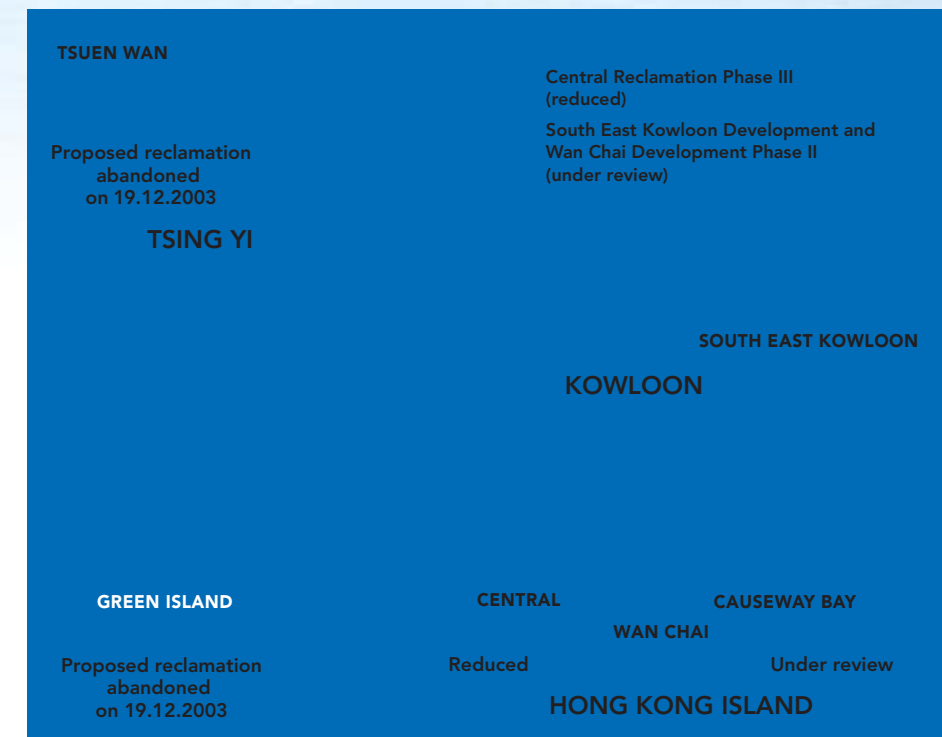 TSUEN WAN
Central Reclamation Phase III
(reduced)
South East Kowloon Development and
Wan Chai Development Phase II
(under review)
Proposed reclamation
abandoned
on 19.12.2003
TSING YI
SOUTH EAST KOWLOON
KOWLOON
GREEN ISLAND
CENTRAL
CAUSEWAY BAY
WAN CHAI
Proposed reclamation
abandoned
on 19.12.2003
Reduced
Under review
HONG KONG ISLAND